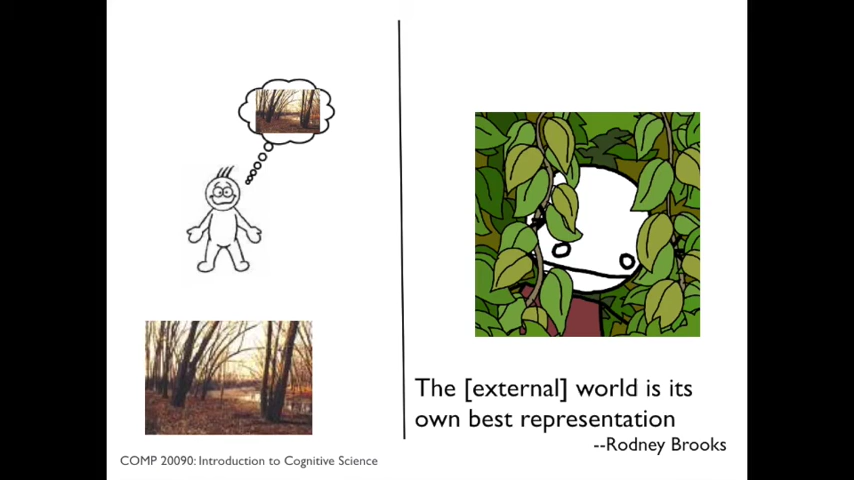 The [external] world is its
own best representation
--Rodney Brooks
COMP 20090: Introduction to Cognitive Science